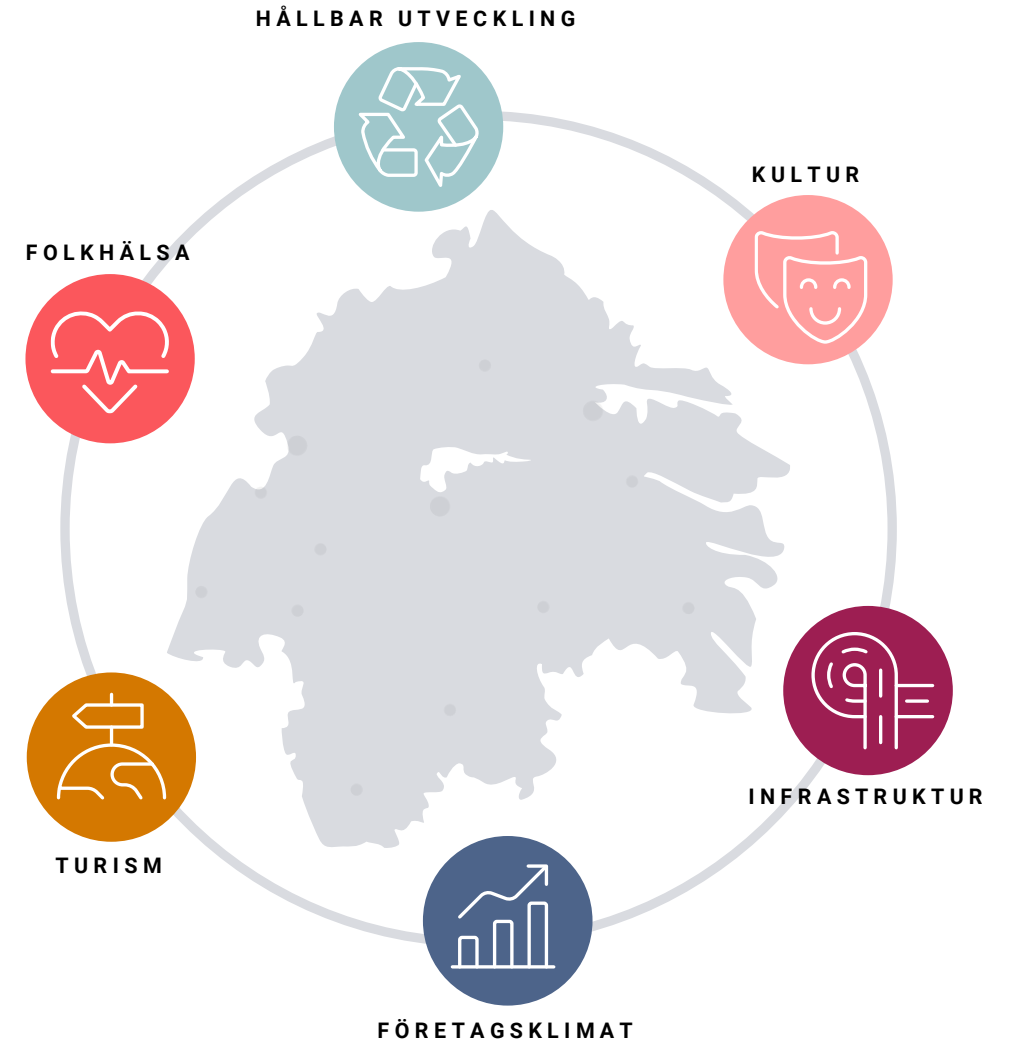 HÅLLBAR UTVECKLING
KULTUR
FOLKHÄLSA
INFRASTRUKTUR
TURISM
FÖRETAGSKLIMAT